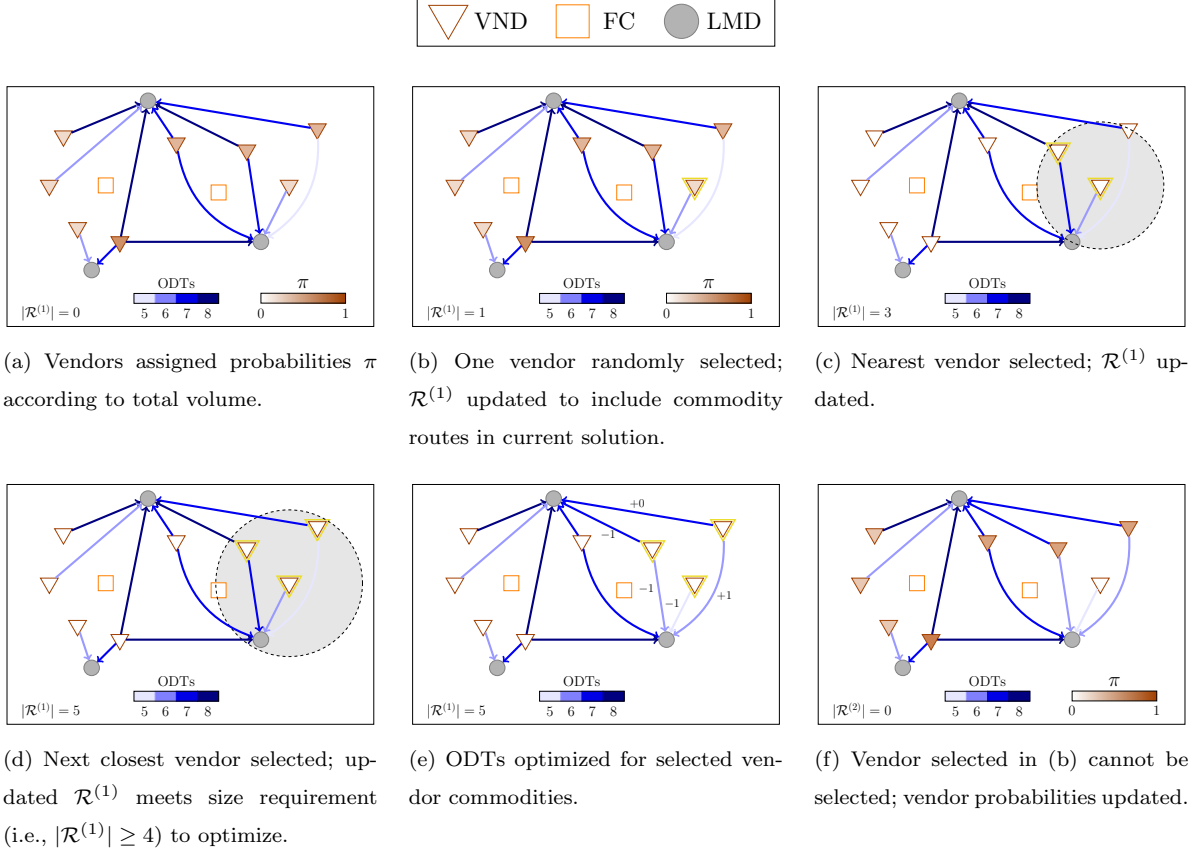 VND FC LMD
ODTs π
5 6 7 8 0 1
|R^(1)| = 0
ODTs π
5 6 7 8 0 1
|R^(1)| = 1
ODTs
5 6 7 8
|R^(1)| = 3
(a) Vendors assigned probabilities π
according to total volume.
(b) One vendor randomly selected;
R^(1) updated to include commodity
routes in current solution.
(c) Nearest vendor selected; R^(1) up-
dated.
ODTs
5 6 7 8
|R^(1)| = 5
+0
-1
-1
-1
+1
ODTs
5 6 7 8
|R^(1)| = 5
ODTs π
5 6 7 8 0 1
|R^(2)| = 0
(d) Next closest vendor selected; up-
dated R^(1) meets size requirement
(i.e., |R^(1)| ≥ 4) to optimize.
(e) ODTs optimized for selected ven-
dor commodities.
(f) Vendor selected in (b) cannot be
selected; vendor probabilities updated.